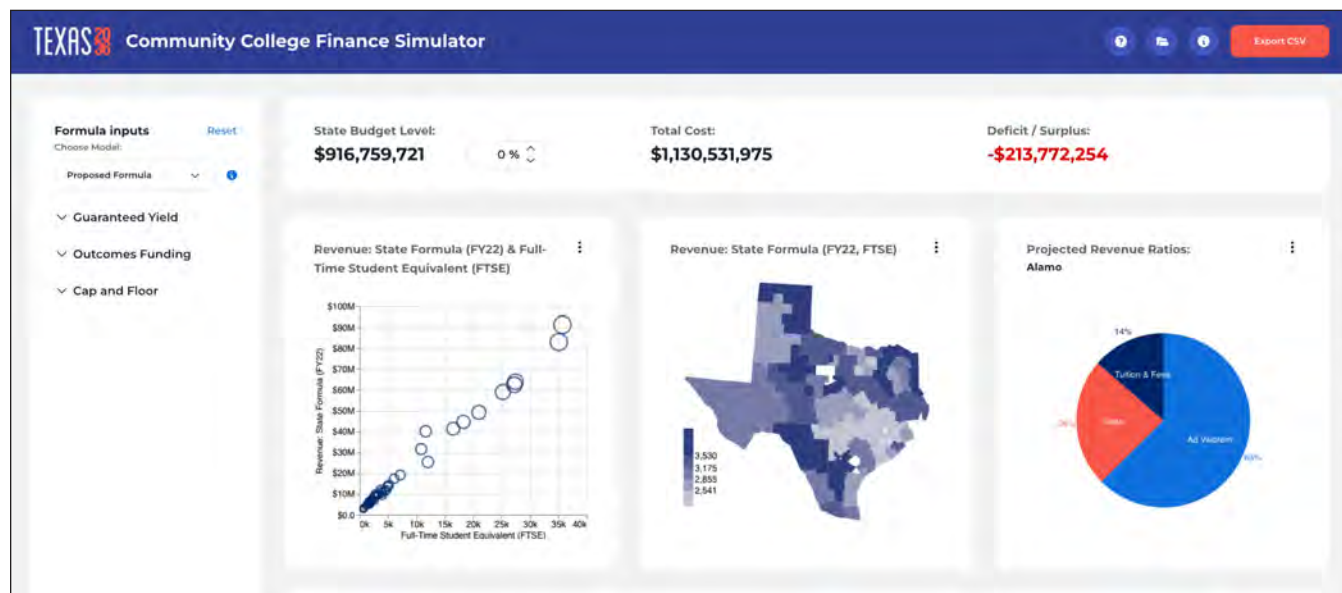 TEXAS 2036 Community College Finance Simulator
Export CSV
Formula inputs Reset
Choose Model:
Proposed Formula
Guaranteed Yield
Outcomes Funding
Cap and Floor
State Budget Level:
$916,759,721 0 %
Total Cost:
$1,130,531,975
Deficit / Surplus:
-$213,772,254
Revenue: State Formula (FY22) & Full-
Time Student Equivalent (FTSE)
$100M
$90M
$80M
$70M
$60M
$50M
$40M
$30M
$20M
$10M
$0.0
Revenue: State Formula (FY22)
0k 5k 10k 15k 20k 25k 30k 35k 40k
Full-Time Student Equivalent (FTSE)
Revenue: State Formula (FY22, FTSE)
3,530
3,175
2,855
2,541
Projected Revenue Ratios:
Alamo
14%
Tuition & Fees
Ad Valorem